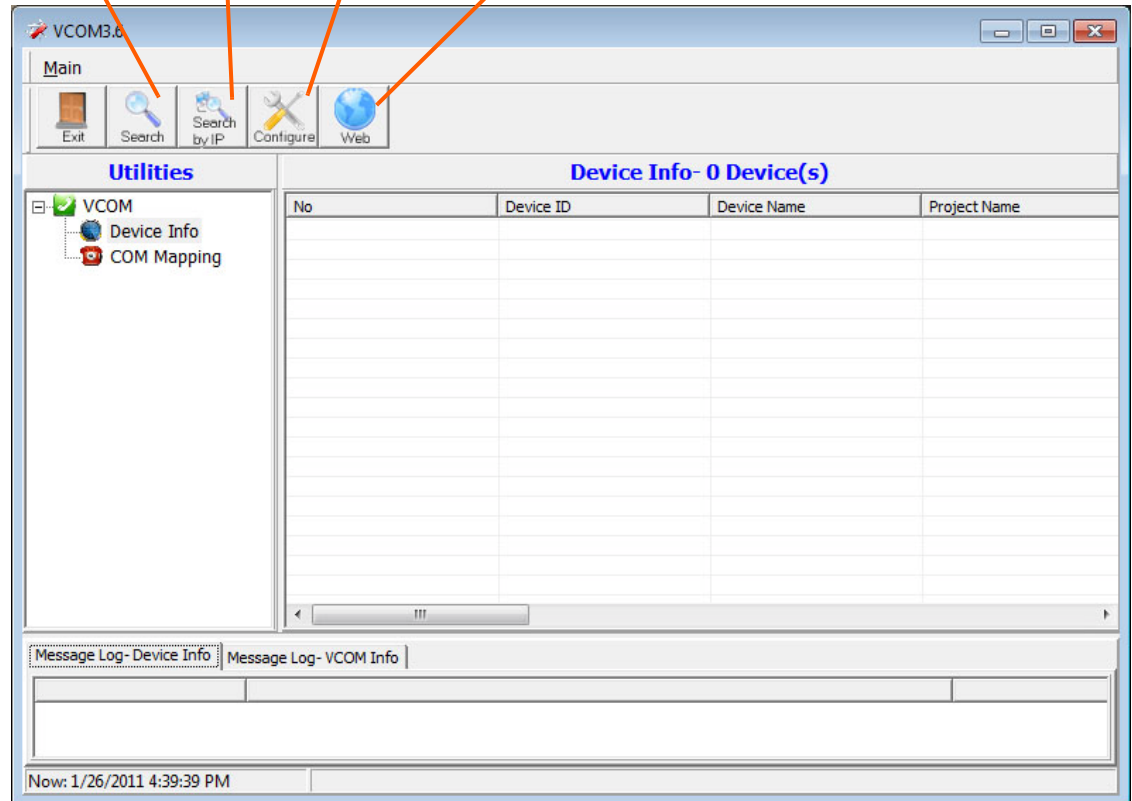 VCOM3.6
Main
Exit
Search
Search
by IP
Configure
Web
Utilities
Device Info- 0 Device(s)
VCOM
Device Info
COM Mapping
No
Device ID
Device Name
Project Name
Message Log- Device Info
Message Log- VCOM Info
Now: 1/26/2011 4:39:39 PM